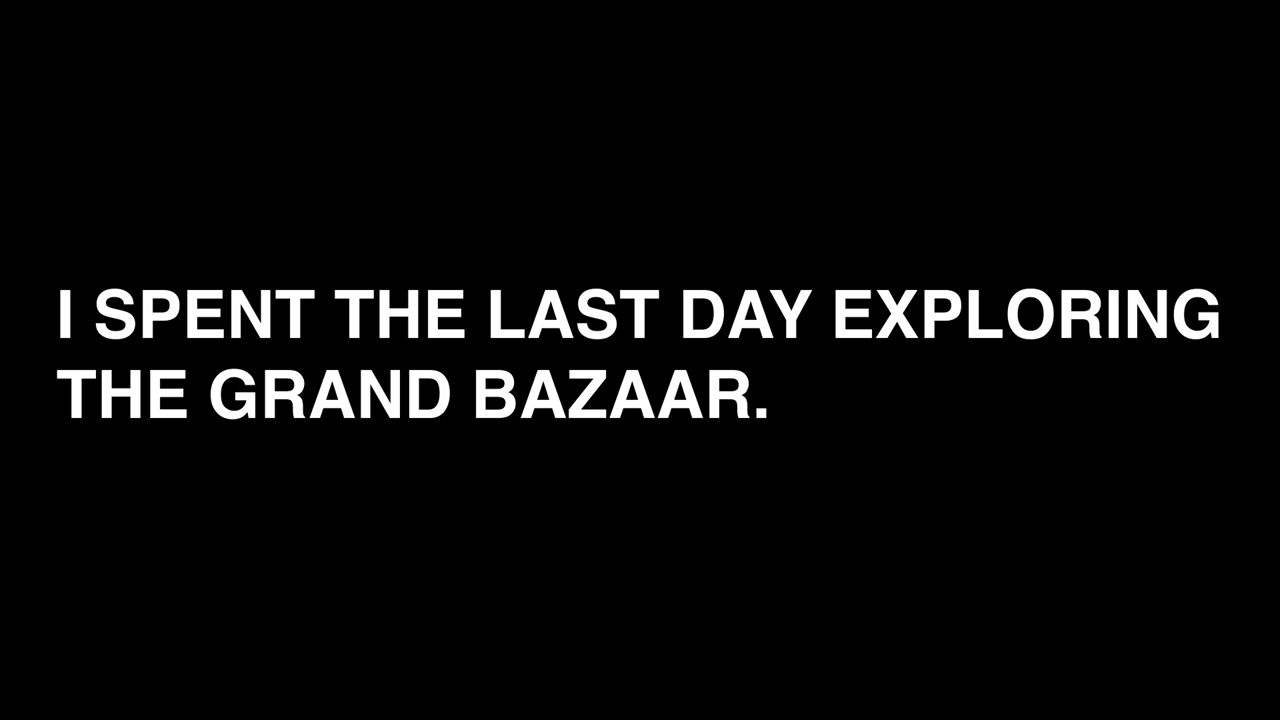 I SPENT THE LAST DAY EXPLORING
THE GRAND BAZAAR.